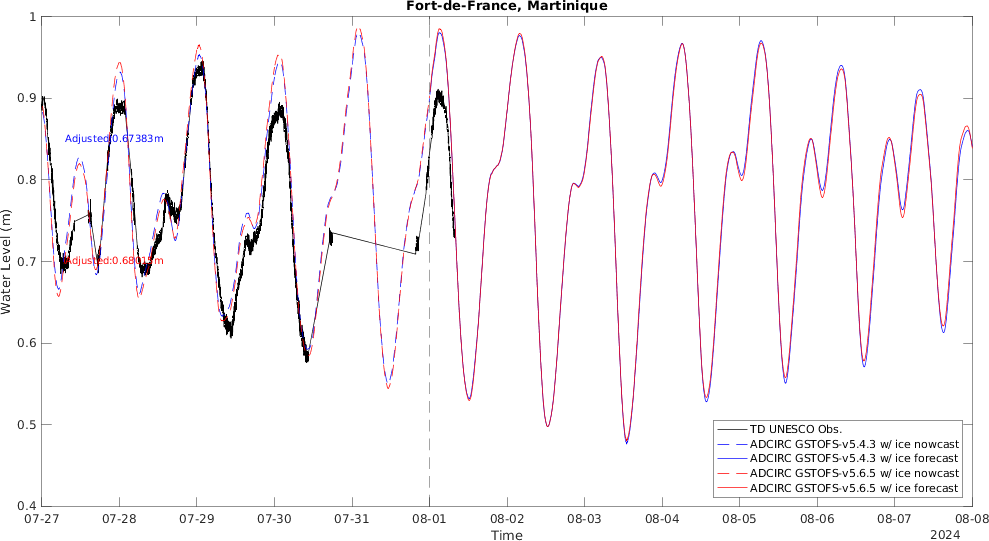 Fort-de-France, Martinique
1
0.9
0.8
0.7
0.6
0.5
0.4
Water Level (m)
Adjusted:0.67383m
07-27
07-28
07-29
07-30
07-31
08-01
08-02
08-03
08-04
08-05
08-06
08-07
08-08
Time
2024
TD UNESCO Obs.
ADCIRC GSTOFS-v5.4.3 w/ ice nowcast
ADCIRC GSTOFS-v5.4.3 w/ ice forecast
ADCIRC GSTOFS-v5.6.5 w/ ice nowcast
ADCIRC GSTOFS-v5.6.5 w/ ice forecast